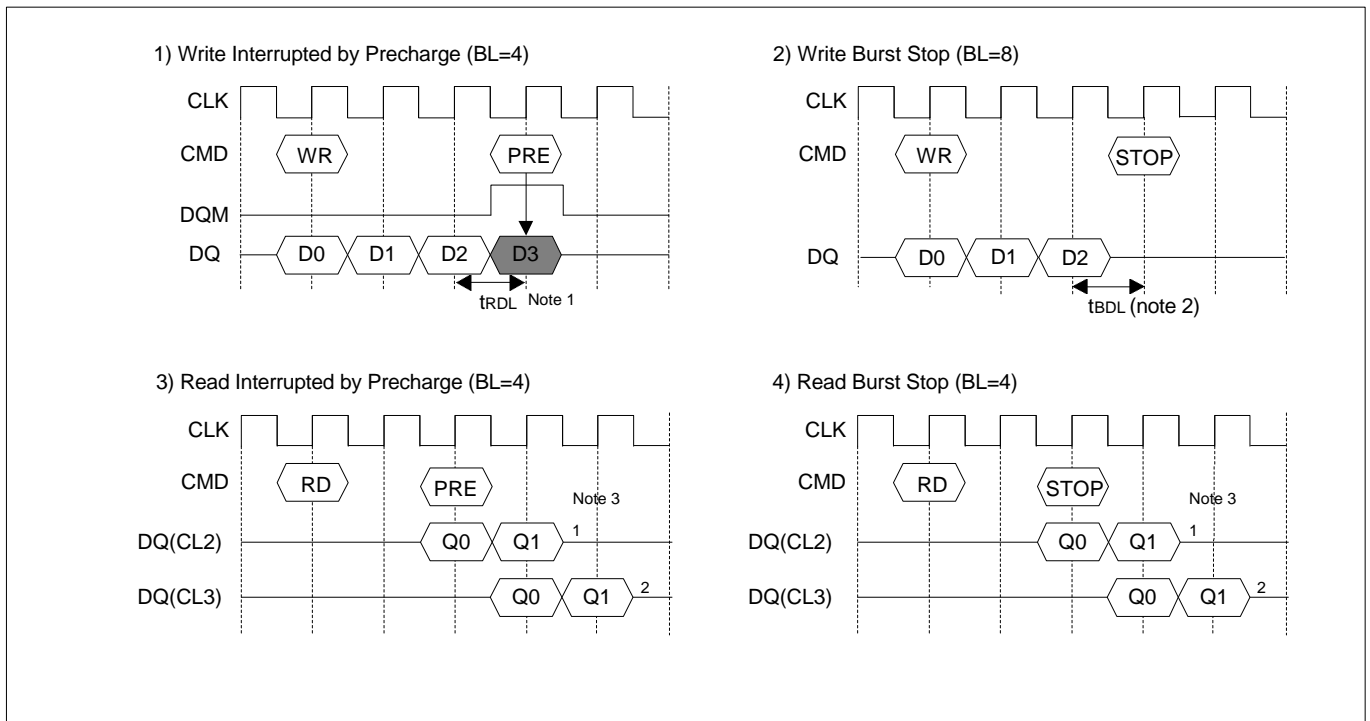 1) Write Interrupted by Precharge (BL=4)
CLK
CMD WR PRE
DQM
DQ D0 D1 D2 D3
tRDL Note 1
2) Write Burst Stop (BL=8)
CLK
CMD WR STOP
DQ D0 D1 D2
tBDL (note 2)
3) Read Interrupted by Precharge (BL=4)
CLK
CMD RD PRE
Note 3
DQ(CL2) Q0 Q1 1
DQ(CL3) Q0 Q1 2
4) Read Burst Stop (BL=4)
CLK
CMD RD STOP
Note 3
DQ(CL2) Q0 Q1 1
DQ(CL3) Q0 Q1 2